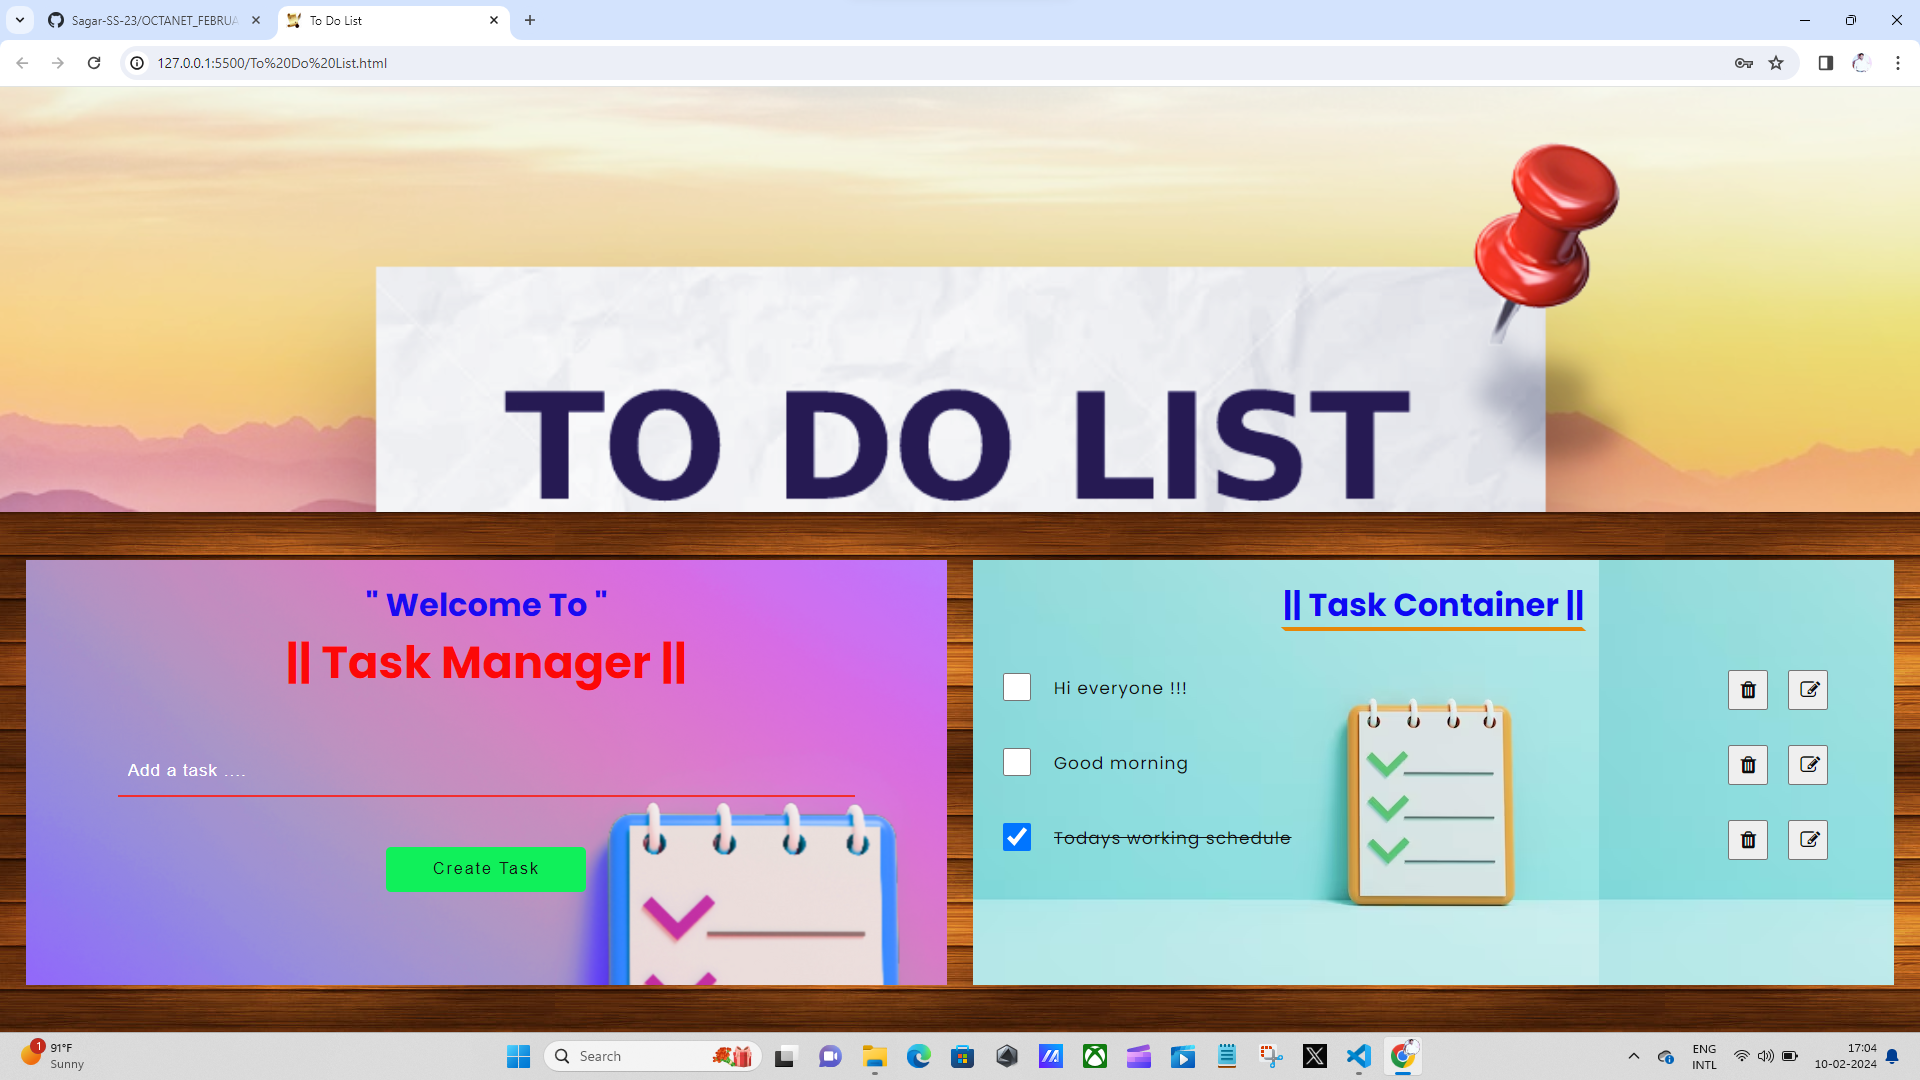 Sagar-SS-23/OCTANET_FEBRUA
To Do List
127.0.0.1:5500/To%20Do%20List.html
TO DO LIST
" Welcome To "
|| Task Manager ||
Add a task ....
Create Task
|| Task Container ||
Hi everyone !!!
Good morning
Todays working schedule
1
91°F
Sunny
Search
ENG
INTL
17:04
10-02-2024